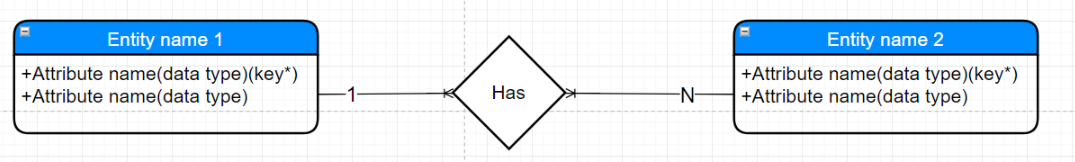 Entity name 1
+Attribute name(data type)(key*)
+Attribute name(data type)
1
Has
N
Entity name 2
+Attribute name(data type)(key*)
+Attribute name(data type)